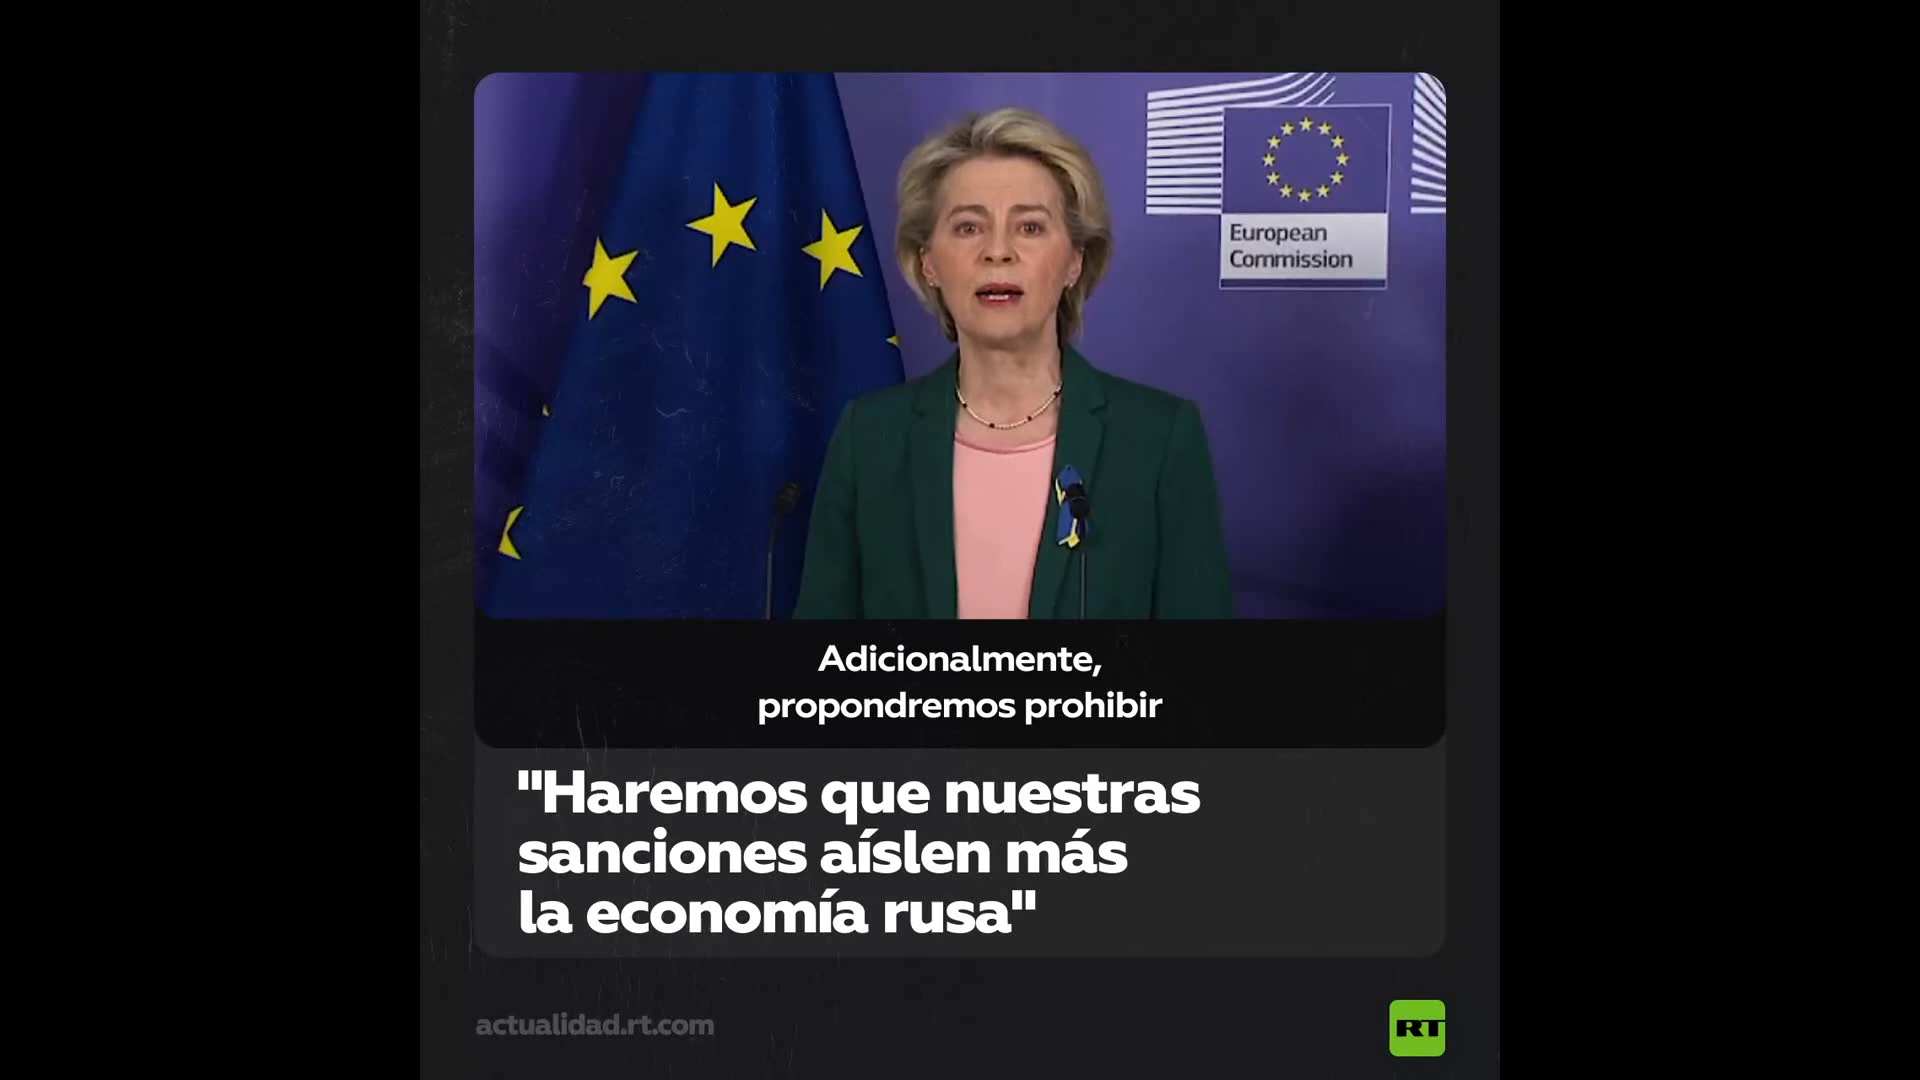 European
Commission
Adicionalmente,
propondremos prohibir
"Haremos que nuestras
sanciones aíslen más
la economía rusa"
actualidad.rt.com
RT